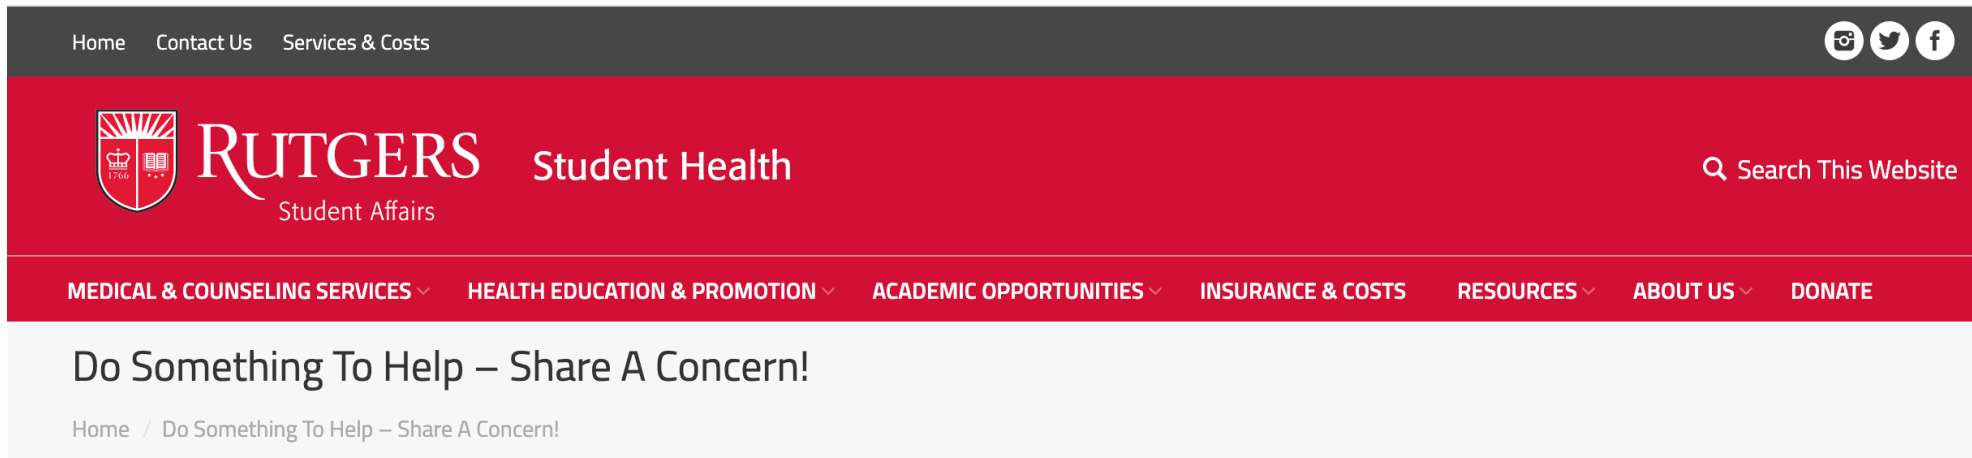 Home Contact Us Services & Costs
1766
RUTGERS
Student Affairs
Student Health
Search This Website
MEDICAL & COUNSELING SERVICES HEALTH EDUCATION & PROMOTION ACADEMIC OPPORTUNITIES INSURANCE & COSTS RESOURCES ABOUT US DONATE
Do Something To Help – Share A Concern!
Home / Do Something To Help – Share A Concern!